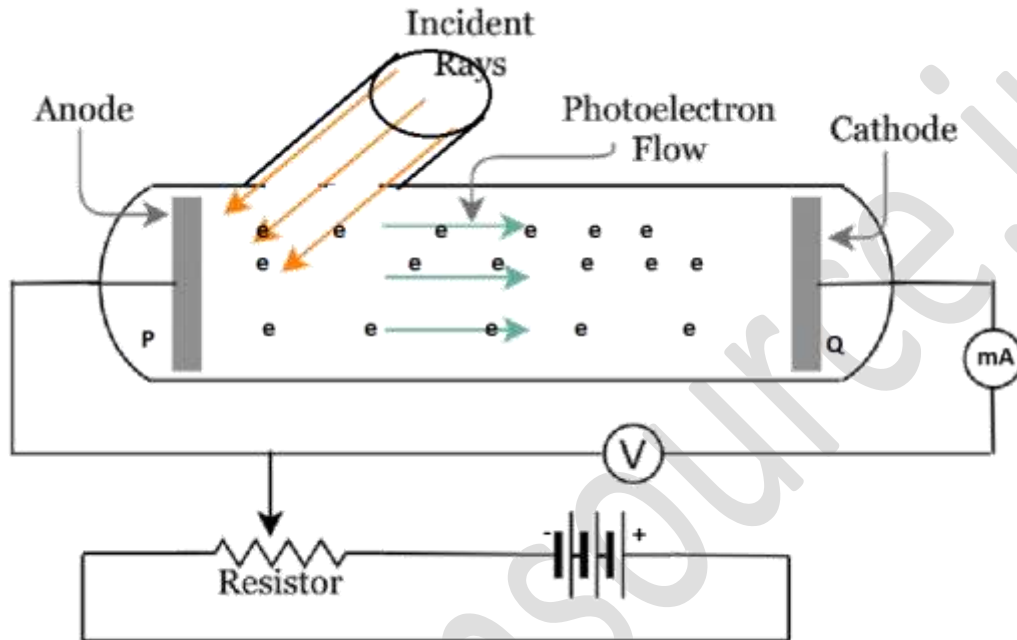 Incident
Rays
Anode
Photoelectron
Flow
Cathode
e e e e e e
e e e e e e
e e e e e
P
Q
mA
V
- +
Resistor